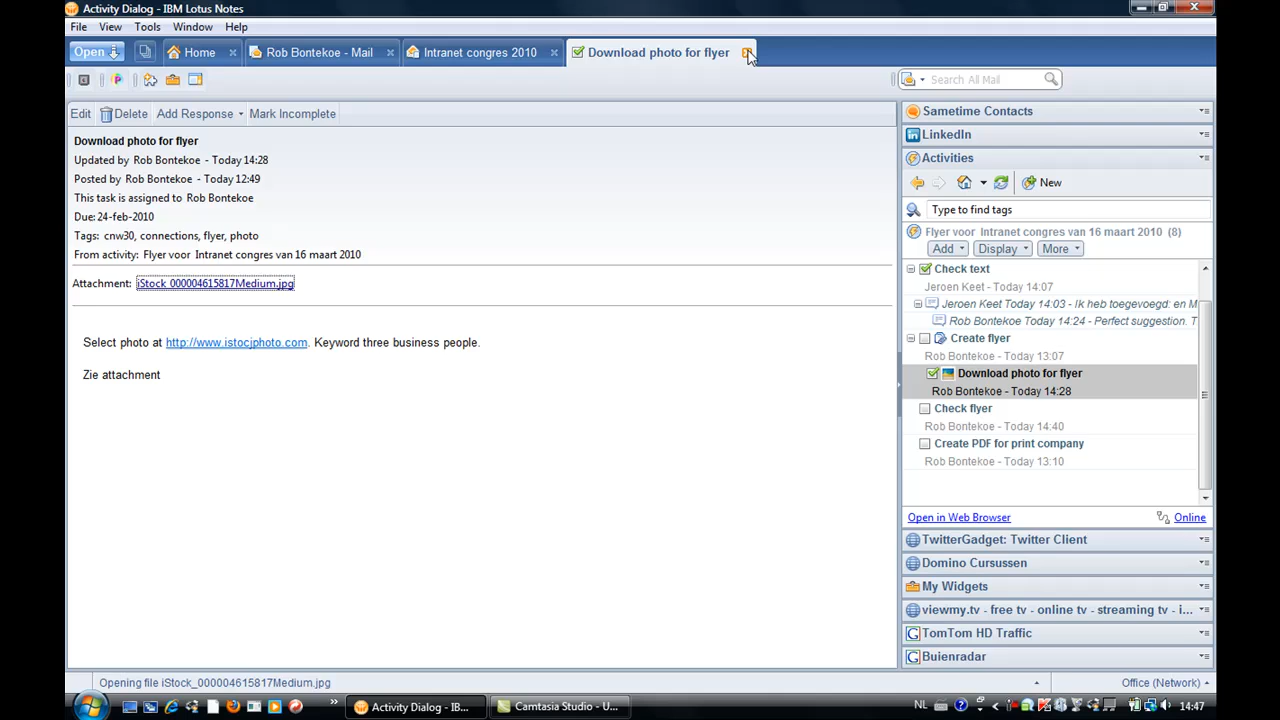 Activity Dialog - IBM Lotus Notes
File View Tools Window Help
Open Home Rob Bontekoe - Mail Intranet congres 2010 Download photo for flyer
Search All Mail
Edit Delete Add Response Mark Incomplete
Download photo for flyer
Updated by Rob Bontekoe - Today 14:28
Posted by Rob Bontekoe - Today 12:49
This task is assigned to Rob Bontekoe
Due: 24-feb-2010
Tags: cnw30, connections, flyer, photo
From activity: Flyer voor Intranet congres van 16 maart 2010
Attachment: iStock_000004615817Medium.jpg
Select photo at http://www.istocjphoto.com. Keyword three business people.
Zie attachment
Sametime Contacts
LinkedIn
Activities
New
Type to find tags
Flyer voor Intranet congres van 16 maart 2010 (8)
Add Display More
Check text
Jeroen Keet Today 14:07
Jeroen Keet Today 14:03 - Ik heb toegevoegd: en M
Rob Bontekoe Today 14:24 - Perfect suggestion. T
Create flyer
Rob Bontekoe - Today 13:07
Download photo for flyer
Rob Bontekoe - Today 14:28
Check flyer
Rob Bontekoe - Today 14:40
Create PDF for print company
Rob Bontekoe - Today 13:10
Open in Web Browser Online
TwitterGadget: Twitter Client
Domino Cursussen
My Widgets
viewmy.tv - free tv - online tv - streaming tv - i...
TomTom HD Traffic
Buienradar
Opening file iStock_000004615817Medium.jpg Office (Network)
Activity Dialog - IB... Camtasia Studio - U... NL 14:47